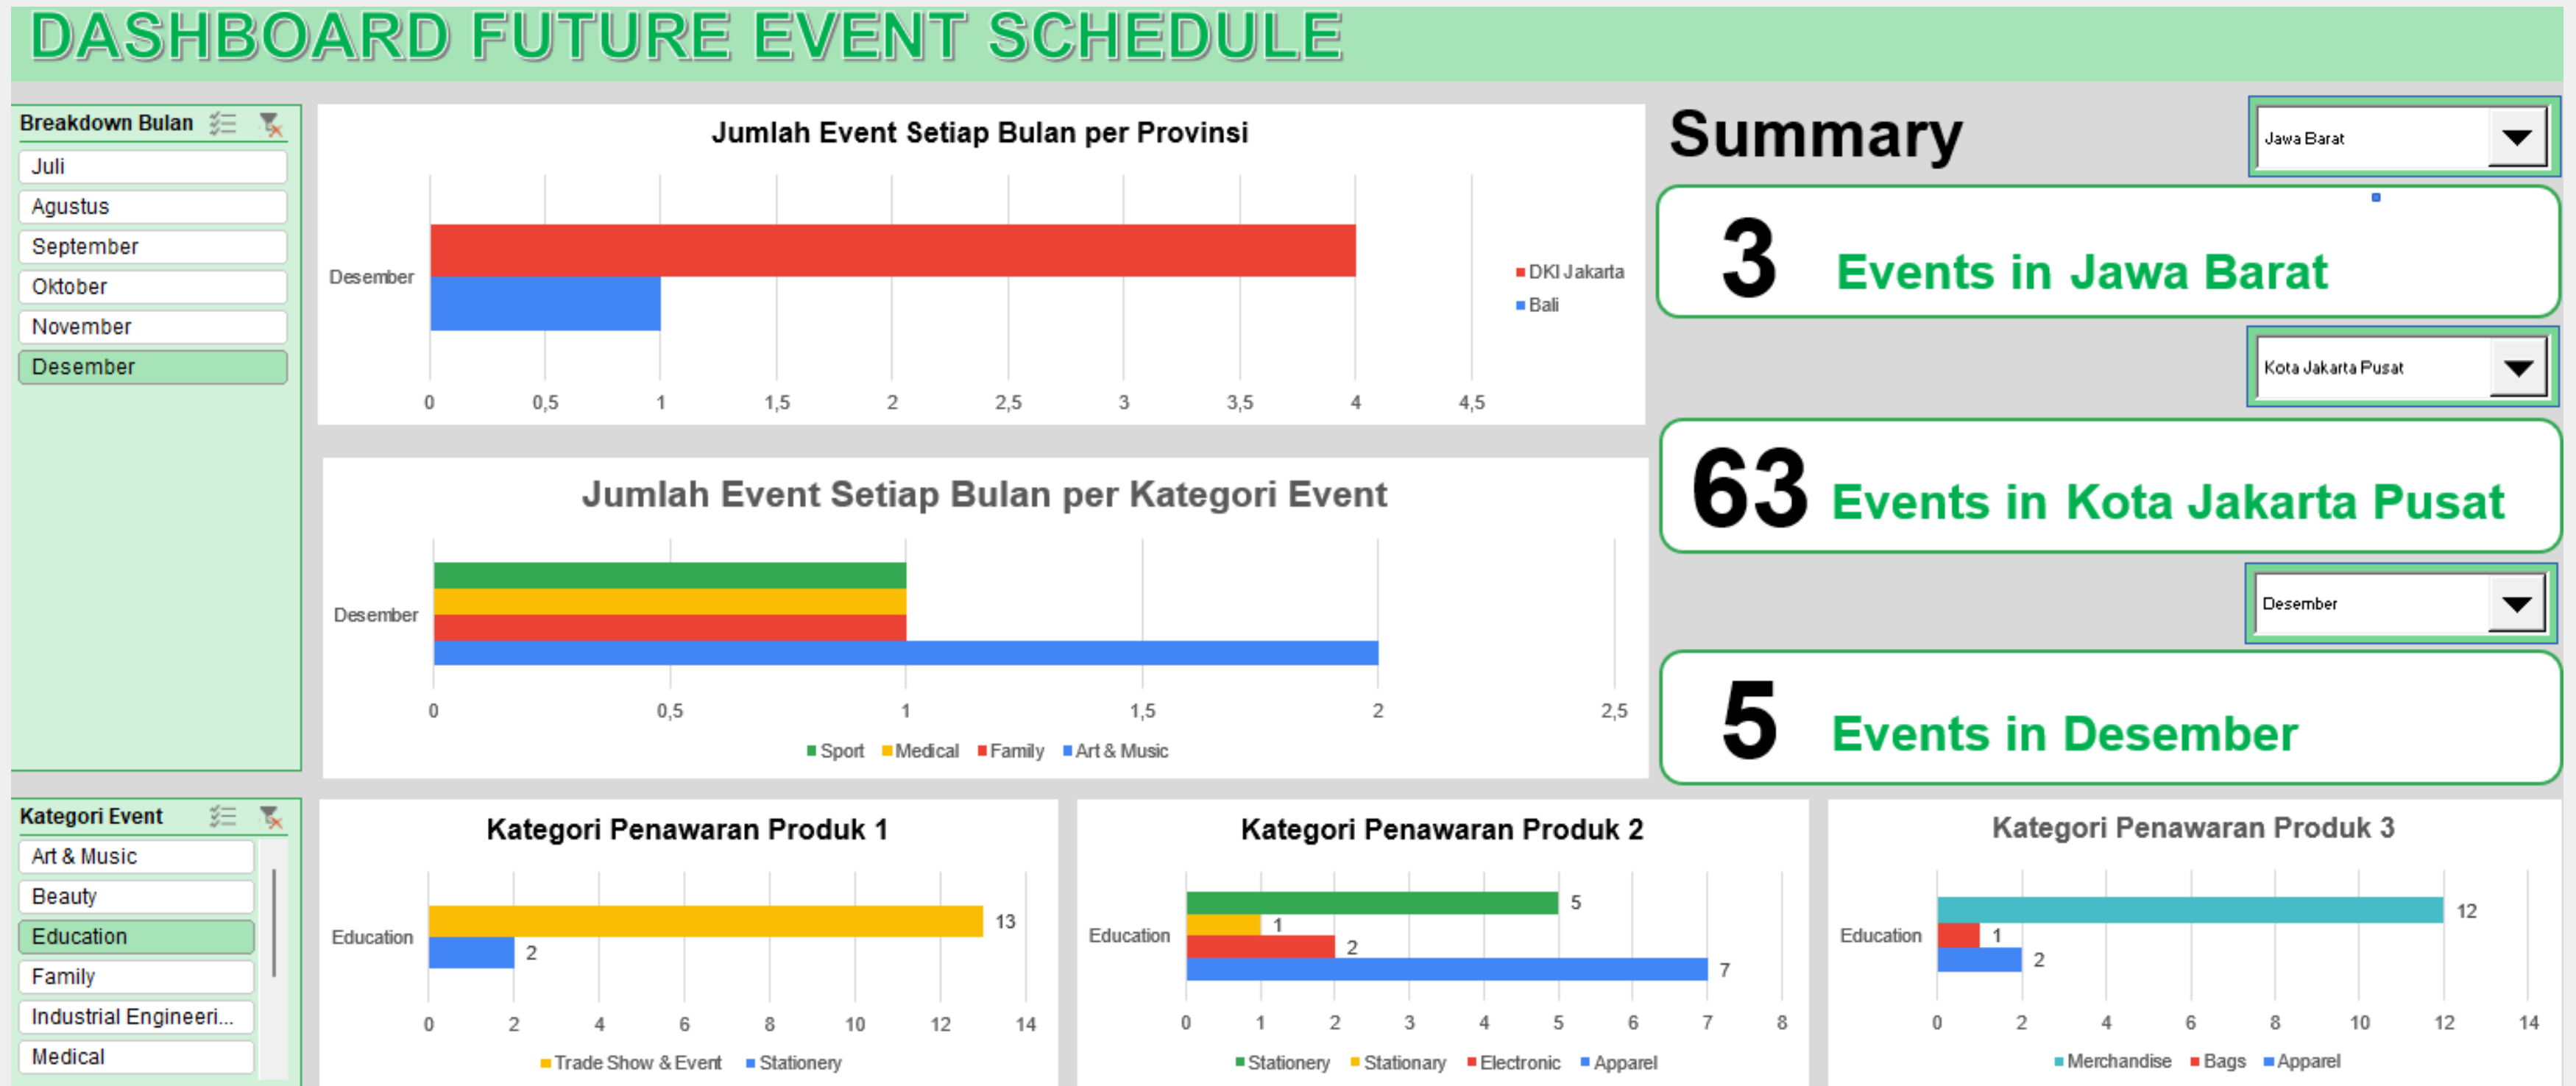 DASHBOARD FUTURE EVENT SCHEDULE
Breakdown Bulan
Juli
Agustus
September
Oktober
November
Desember
Jumlah Event Setiap Bulan per Provinsi
Desember
0 0,5 1 1,5 2 2,5 3 3,5 4 4,5
DKI Jakarta
Bali
Jumlah Event Setiap Bulan per Kategori Event
Desember
0 0,5 1 1,5 2 2,5
Sport Medical Family Art & Music
Summary
Jawa Barat
3 Events in Jawa Barat
Kota Jakarta Pusat
63 Events in Kota Jakarta Pusat
Desember
5 Events in Desember
Kategori Event
Art & Music
Beauty
Education
Family
Industrial Engineeri...
Medical
Kategori Penawaran Produk 1
Education
13
2
0 2 4 6 8 10 12 14
Trade Show & Event Stationery
Kategori Penawaran Produk 2
Education
5
1
2
7
0 1 2 3 4 5 6 7 8
Stationery Stationary Electronic Apparel
Kategori Penawaran Produk 3
Education
12
1
2
0 2 4 6 8 10 12 14
Merchandise Bags Apparel